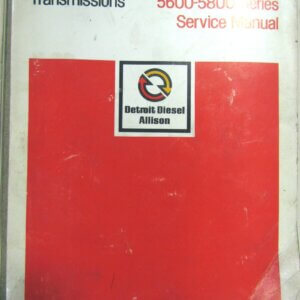 Transmissions
5600-5800 Series
Service Manual
Detroit Diesel
Allison